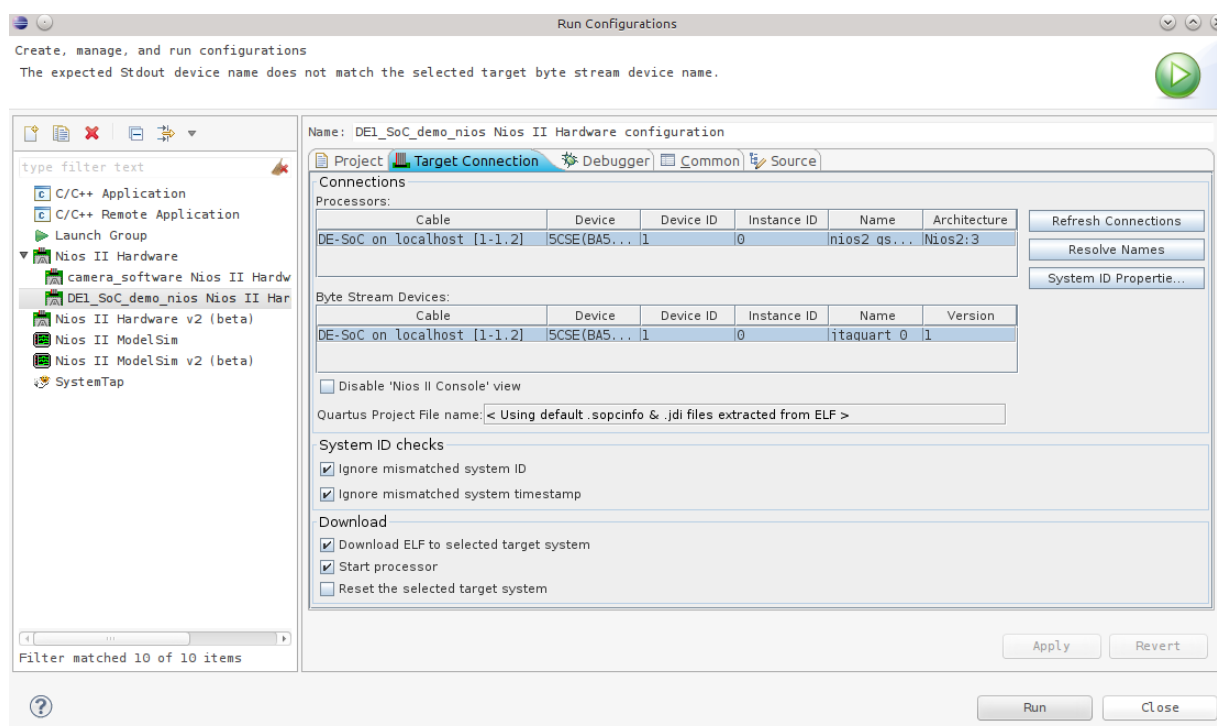 Run Configurations
Create, manage, and run configurations
The expected Stdout device name does not match the selected target byte stream device name.
type filter text
C/C++ Application
C/C++ Remote Application
Launch Group
Nios II Hardware
camera_software Nios II Hardw
DE1_SoC_demo_nios Nios II Har
Nios II Hardware v2 (beta)
Nios II ModelSim
Nios II ModelSim v2 (beta)
SystemTap
Filter matched 10 of 10 items
Name: DE1_SoC_demo_nios Nios II Hardware configuration
Project Target Connection Debugger Common Source
Connections
Processors:
Cable Device Device ID Instance ID Name Architecture
DE-SoC on localhost [1-1.2] 5CSE(BA5... 1 0 nios2_qs... Nios2:3
Refresh Connections
Resolve Names
System ID Propertie...
Byte Stream Devices:
Cable Device Device ID Instance ID Name Version
DE-SoC on localhost [1-1.2] 5CSE(BA5... 1 0 jtaguart_0 1
Disable 'Nios II Console' view
Quartus Project File name: < Using default .sopcinfo & .jdi files extracted from ELF >
System ID checks
Ignore mismatched system ID
Ignore mismatched system timestamp
Download
Download ELF to selected target system
Start processor
Reset the selected target system
Apply Revert
Run Close